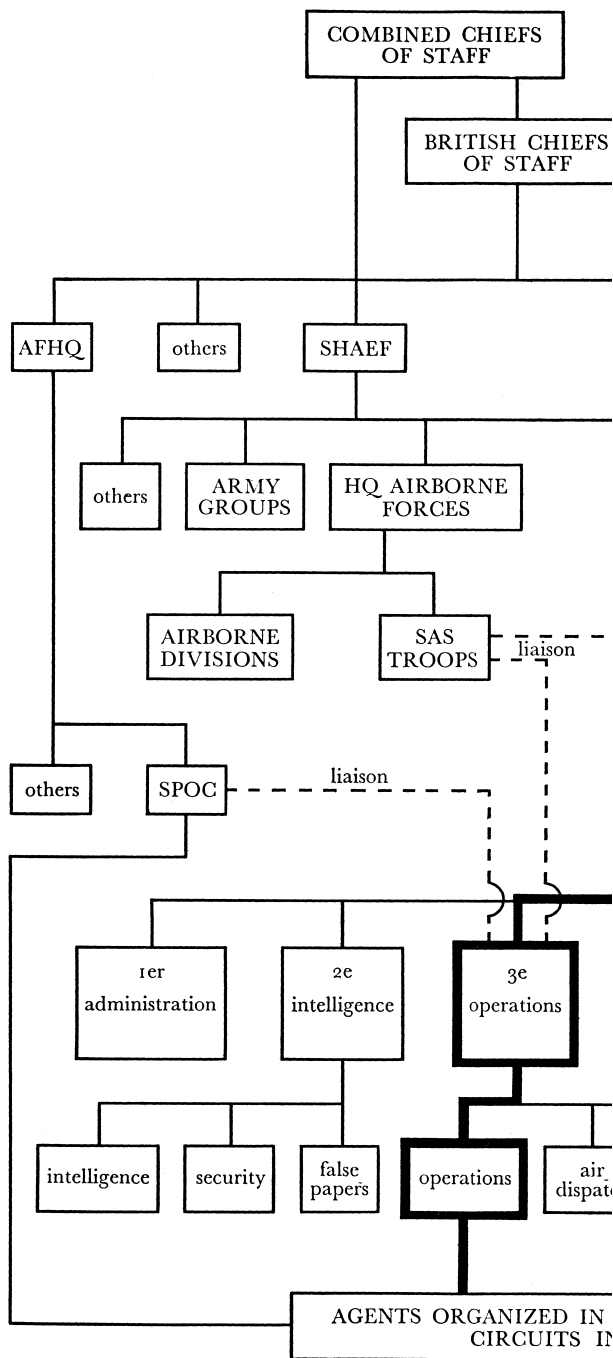 COMBINED CHIEFS
OF STAFF
BRITISH CHIEFS
OF STAFF
AFHQ
others
SHAEF
others
ARMY
GROUPS
HQ AIRBORNE
FORCES
AIRBORNE
DIVISIONS
SAS
TROOPS
liaison
others
SPOC
liaison
1er
administration
2e
intelligence
3e
operations
intelligence
security
false
papers
operations
air
AGENTS ORGANIZED IN
CIRCUITS